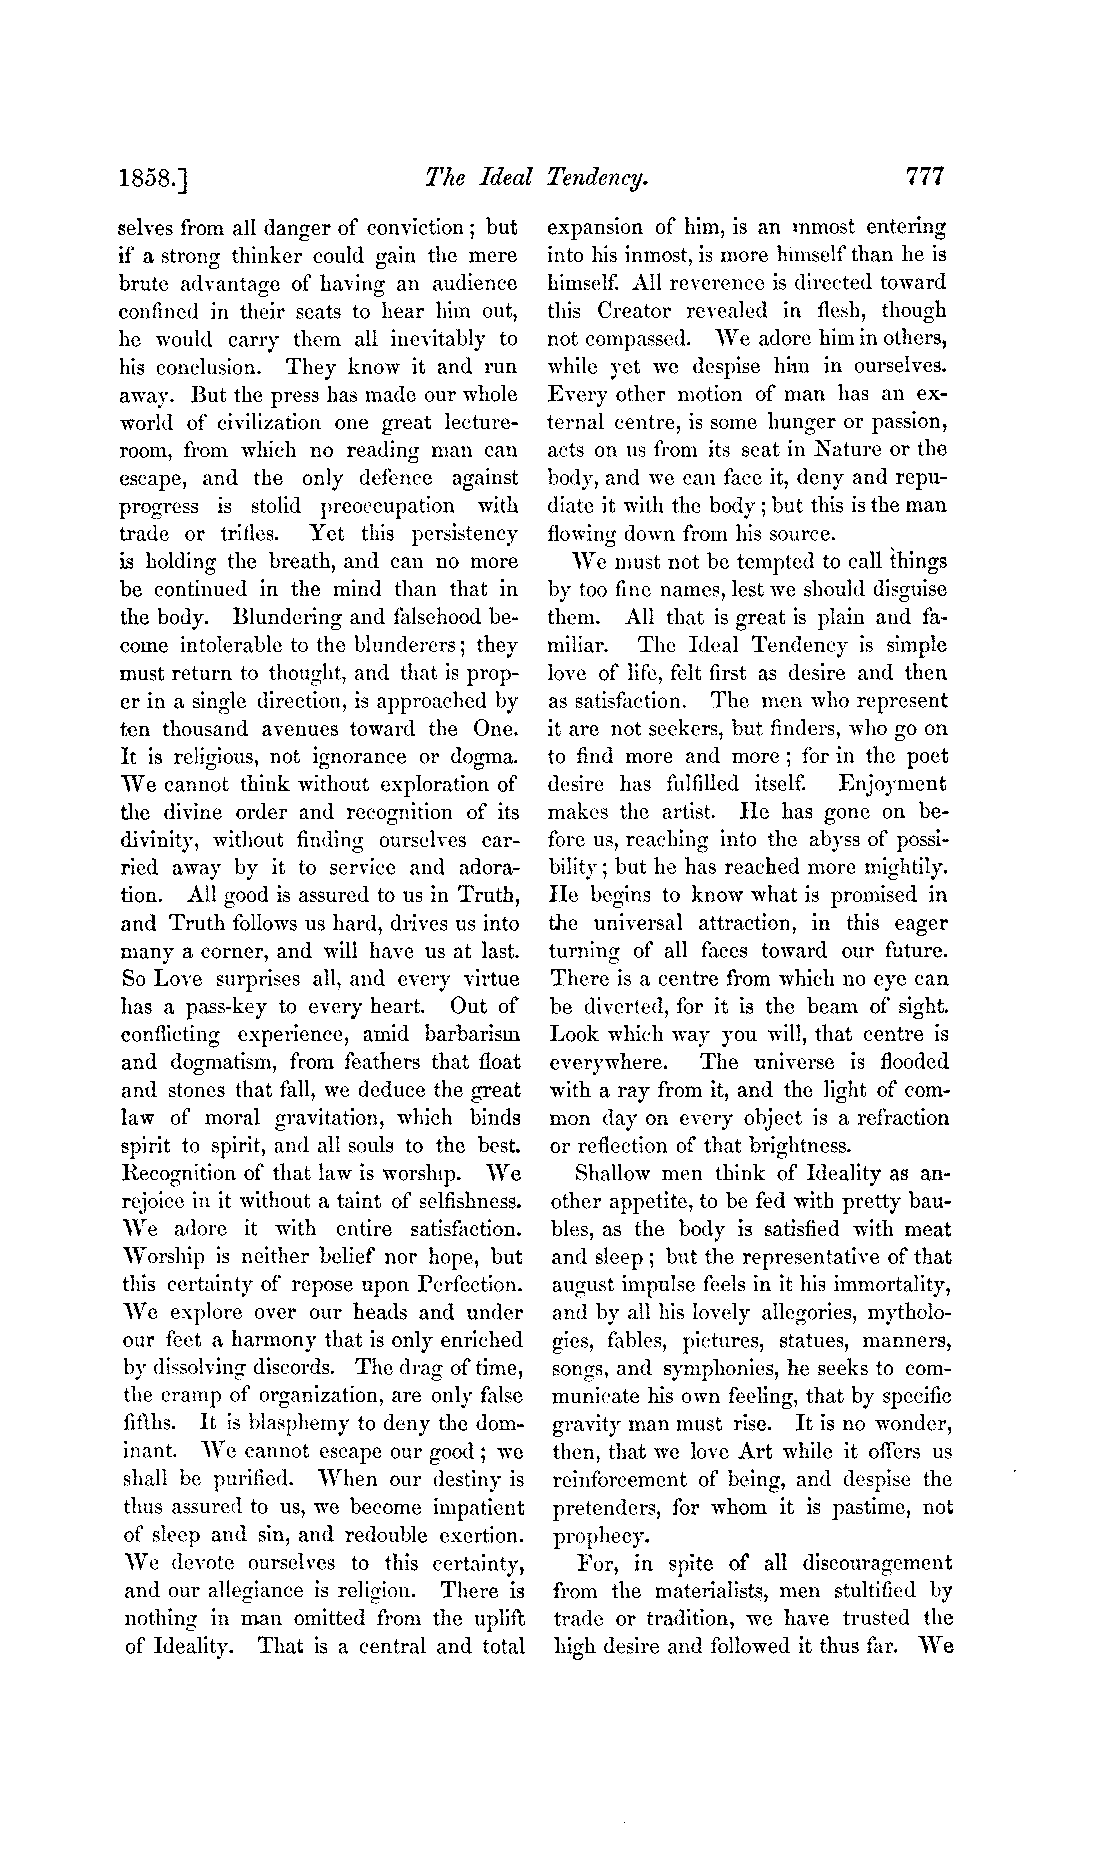 1858.] The Ideal Tendency. 777
selves from all danger of conviction; but
if a strong thinker could gain the mere
brute advantage of having an audience
confined in their seats to hear him out,
he would carry them all inevitably to
his conclusion. They know it and run
away. But the press has made our whole
world of civilization one great lecture-
room, from which no reading man can
escape, and the only defence against
progress is stolid preoccupation with
trade or trifles. Yet this persistency
is holding the breath, and can no more
be continued in the mind than that in
the body. Blundering and falsehood be-
come intolerable to the blunderers; they
must return to thought, and that is prop-
er in a single direction, is approached by
ten thousand avenues toward the One.
It is religious, not ignorance or dogma.
We cannot think without exploration of
the divine order and recognition of its
divinity, without finding ourselves car-
ried away by it to service and adora-
tion. All good is assured to us in Truth,
and Truth follows us hard, drives us into
many a corner, and will have us at last.
So Love surprises all, and every virtue
has a pass-key to every heart. Out of
conflicting experience, amid barbarism
and dogmatism, from feathers that float
and stones that fall, we deduce the great
law of moral gravitation, which binds
spirit to spirit, and all souls to the best.
Recognition of that law is worship. We
rejoice in it without a taint of selfishness.
We adore it with entire satisfaction.
Worship is neither belief nor hope, but
this certainty of repose upon Perfection.
We explore over our heads and under
our feet a harmony that is only enriched
by dissolving discords. The drag of time,
the cramp of organization, are only false
fifths. It is blasphemy to deny the dom-
inant. We cannot escape our good; we
shall be purified. When our destiny is
thus assured to us, we become impatient
of sleep and sin, and redouble exertion.
We devote ourselves to this certainty,
and our allegiance is religion. There is
nothing in man omitted from the uplift
of Ideality. That is a central and total
expansion of him, is an inmost entering
into his inmost, is more himself than he is
himself. All reverence is directed toward
this Creator revealed in flesh, though
not compassed. We adore him in others,
while yet we despise him in ourselves.
Every other motion of man has an ex-
ternal centre, is some hunger or passion,
acts on us from its seat in Nature or the
body, and we can face it, deny and repu-
diate it with the body; but this is the man
flowing down from his source.
We must not be tempted to call things
by too fine names, lest we should disguise
them. All that is great is plain and fa-
miliar. The Ideal Tendency is simple
love of life, felt first as desire and then
as satisfaction. The men who represent
it are not seekers, but finders, who go on
to find more and more; for in the poet
desire has fulfilled itself. Enjoyment
makes the artist. He has gone on be-
fore us, reaching into the abyss of possi-
bility; but he has reached more mightily.
He begins to know what is promised in
the universal attraction, in this eager
turning of all faces toward our future.
There is a centre from which no eye can
be diverted, for it is the beam of sight.
Look which way you will, that centre is
everywhere. The universe is flooded
with a ray from it, and the light of com-
mon day on every object is a refraction
or reflection of that brightness.
Shallow men think of Ideality as an-
other appetite, to be fed with pretty bau-
bles, as the body is satisfied with meat
and sleep; but the representative of that
august impulse feels in it his immortality,
and by all his lovely allegories, mytholo-
gies, fables, pictures, statues, manners,
songs, and symphonies, he seeks to com-
municate his own feeling, that by specific
gravity man must rise. It is no wonder,
then, that we love Art while it offers us
reinforcement of being, and despise the
pretenders, for whom it is pastime, not
prophecy.
For, in spite of all discouragement
from the materialists, men stultified by
trade or tradition, we have trusted the
high desire and followed it thus far. We